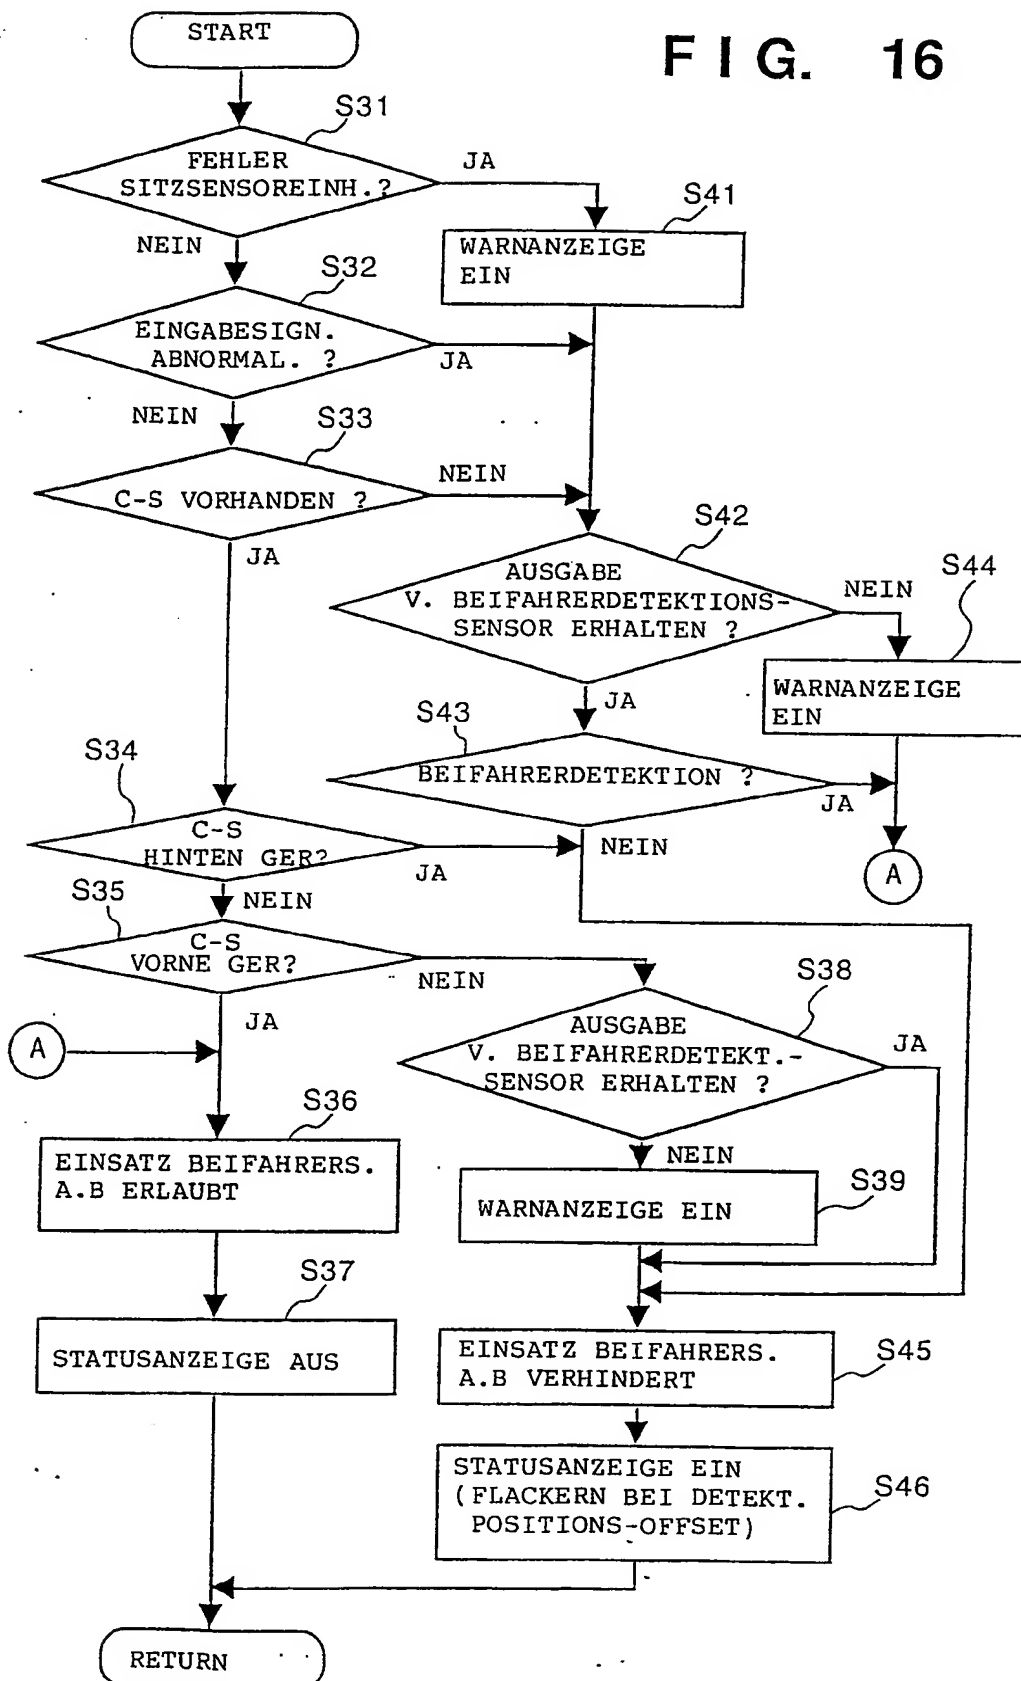 START
FIG. 16
S31
FEHLER
SITZSENSOREINH.?
JA
S41
WARNANZEIGE
EIN
NEIN
S32
EINGABESIGN.
ABNORMAL. ?
JA
NEIN
S33
C-S VORHANDEN ?
NEIN
JA
S42
AUSGABE
V. BEIFAHRERDETEKTIONS-
SENSOR ERHALTEN ?
NEIN
S44
WARNANZEIGE
EIN
JA
S43
BEIFAHRERDETEKTION ?
JA
NEIN
A
S34
C-S
HINTEN GER?
JA
NEIN
S35
C-S
VORNE GER?
NEIN
JA
A
S38
AUSGABE
V. BEIFAHRERDETEKT.-
SENSOR ERHALTEN ?
JA
NEIN
S36
EINSATZ BEIFAHRERS.
A.B ERLAUBT
S39
WARNANZEIGE EIN
S37
STATUSANZEIGE AUS
S45
EINSATZ BEIFAHRERS.
A.B VERHINDERT
S46
STATUSANZEIGE EIN
(FLACKERN BEI DETEKT.
POSITIONS-OFFSET)
RETURN